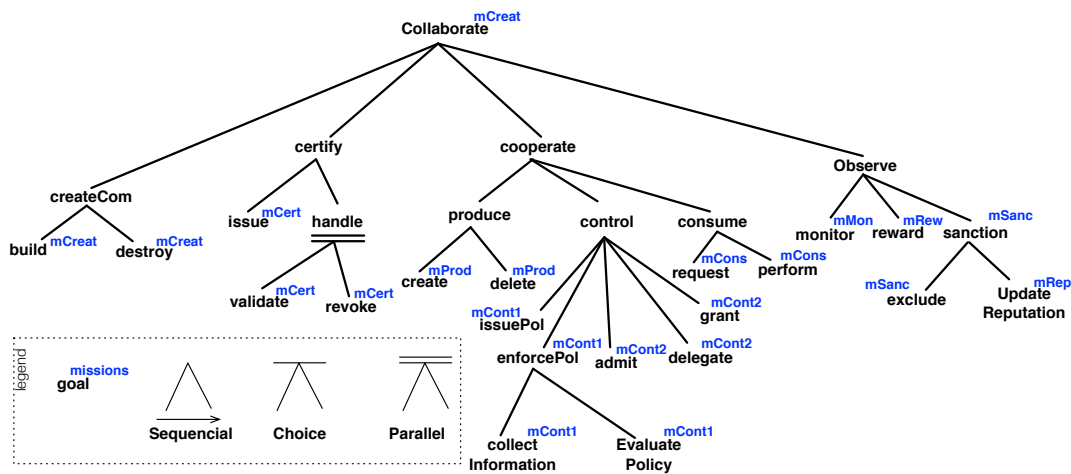 mCreat
Collaborate
certify
cooperate
Observe
createCom
mCreat
build
mCreat
destroy
mCert
issue
handle
mCert
validate
mCert
revoke
produce
control
consume
mProd
create
mProd
delete
mCons
request
mCons
perform
mMon
monitor
mRew
reward
mSanc
sanction
mSanc
exclude
mRep
Update
Reputation
mCont1
issuePol
mCont1
enforcePol
mCont2
admit
mCont2
delegate
mCont2
grant
mCont1
collect
Information
mCont1
Evaluate
Policy
legend
missions
goal
Sequencial
Choice
Parallel